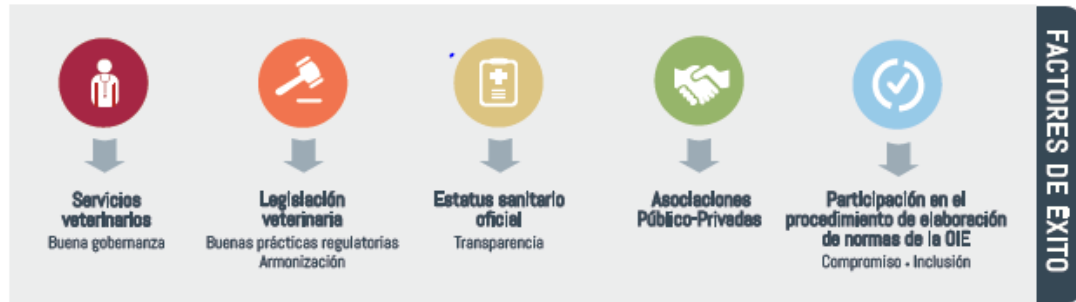 Servicios
veterinarios
Buena gobernanza
Legislación
veterinaria
Buenas prácticas regulatorias
Armonización
Estatus sanitario
oficial
Transparencia
Asociaciones
Público-Privadas
Participación en el
procedimiento de elaboración
de normas de la OIE
Compromiso • Inclusión
FACTORES DE EXITO